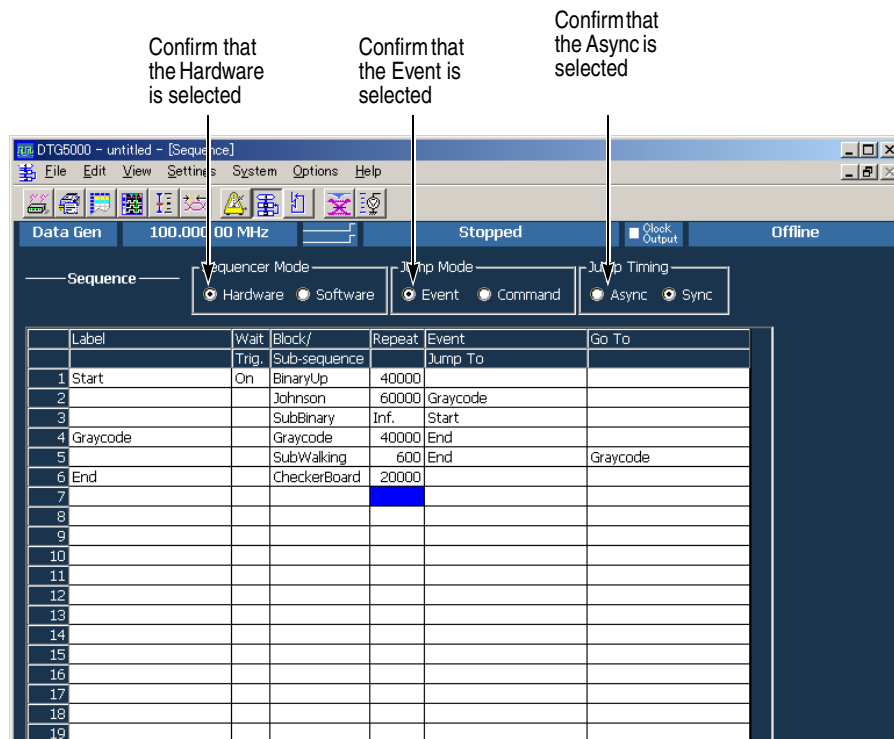 Confirm that
the Hardware
is selected
Confirm that
the Event is
selected
Confirm that
the Async is
selected
DTG5000 - untitled - [Sequence]
File Edit View Settings System Options Help
Data Gen 100.000 00 MHz Stopped Clock Output Offline
Sequence
Sequencer Mode
Hardware Software
Jump Mode
Event Command
Jump Timing
Async Sync
Label Wait Block/ Repeat Event Go To
Trig. Sub-sequence Jump To
1 Start On BinaryUp 40000
2 Johnson 60000 Graycode
3 SubBinary Inf. Start
4 Graycode Graycode 40000 End
5 SubWalking 600 End Graycode
6 End CheckerBoard 20000
7
8
9
10
11
12
13
14
15
16
17
18
19